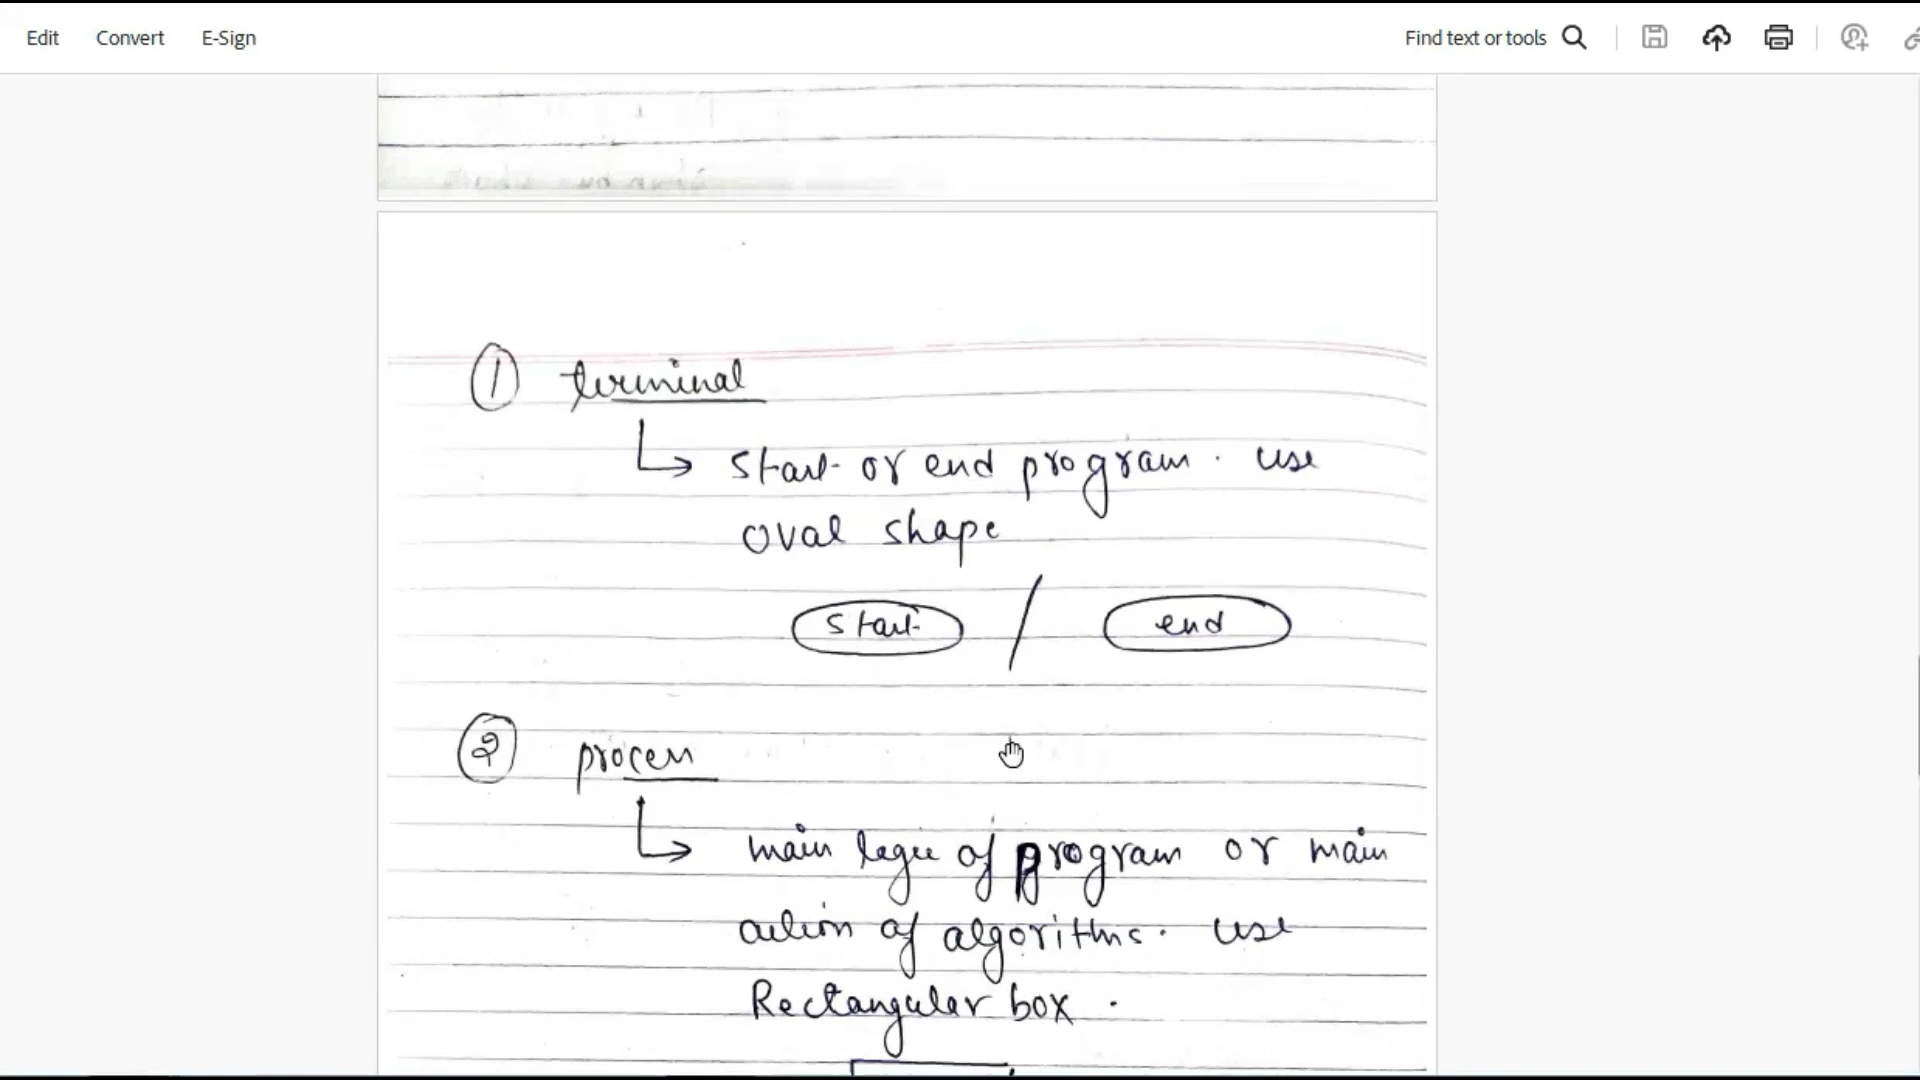 Edit Convert E-Sign Find text or tools
① terminal
start or end program. use
oval shape
start / end
② process
main logic of program or main
action of algorithms. use
Rectangular box.